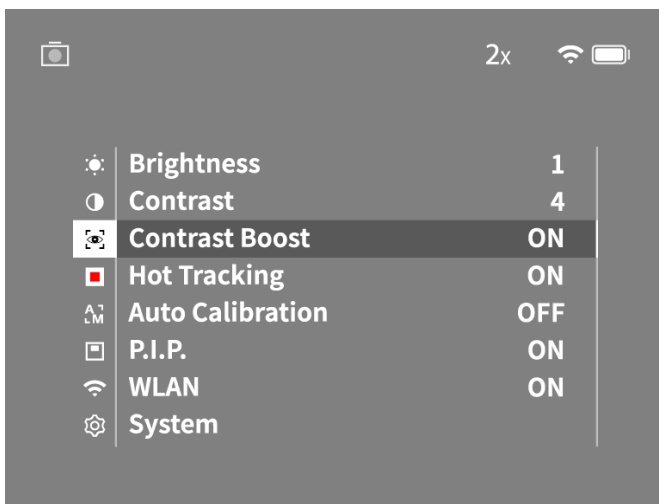 2x
Brightness 1
Contrast 4
Contrast Boost ON
Hot Tracking ON
Auto Calibration OFF
P.I.P. ON
WLAN ON
System